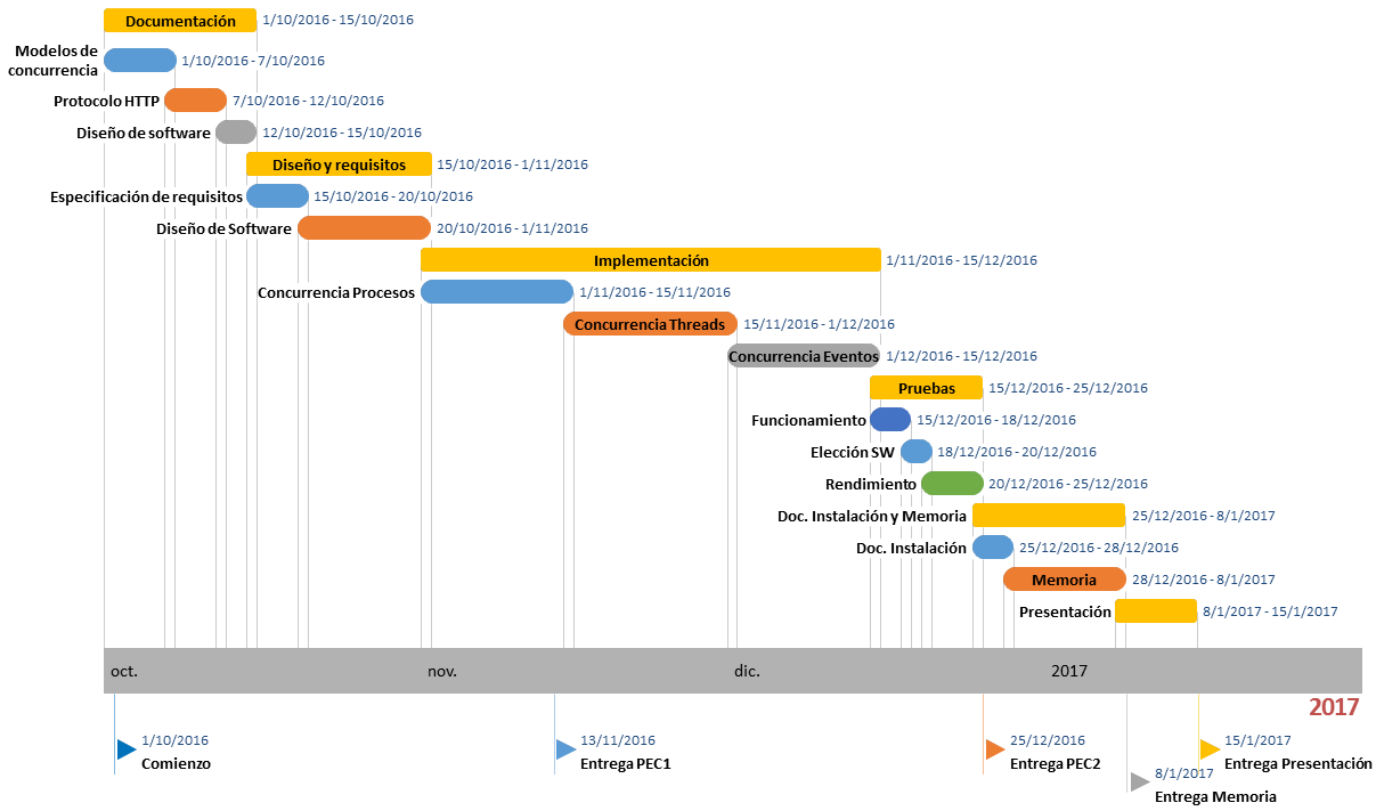 Documentación 1/10/2016 - 15/10/2016
Modelos de
concurrencia 1/10/2016 - 7/10/2016
Protocolo HTTP 7/10/2016 - 12/10/2016
Diseño de software 12/10/2016 - 15/10/2016
Diseño y requisitos 15/10/2016 - 1/11/2016
Especificación de requisitos 15/10/2016 - 20/10/2016
Diseño de Software 20/10/2016 - 1/11/2016
Implementación 1/11/2016 - 15/12/2016
Concurrencia Procesos 1/11/2016 - 15/11/2016
Concurrencia Threads 15/11/2016 - 1/12/2016
Concurrencia Eventos 1/12/2016 - 15/12/2016
Pruebas 15/12/2016 - 25/12/2016
Funcionamiento 15/12/2016 - 18/12/2016
Elección SW 18/12/2016 - 20/12/2016
Rendimiento 20/12/2016 - 25/12/2016
Doc. Instalación y Memoria 25/12/2016 - 8/1/2017
Doc. Instalación 25/12/2016 - 28/12/2016
Memoria 28/12/2016 - 8/1/2017
Presentación 8/1/2017 - 15/1/2017
oct. nov. dic. 2017
2017
1/10/2016 13/11/2016 25/12/2016 15/1/2017
Comienzo Entrega PEC1 Entrega PEC2 Entrega Presentación
8/1/2017
Entrega Memoria